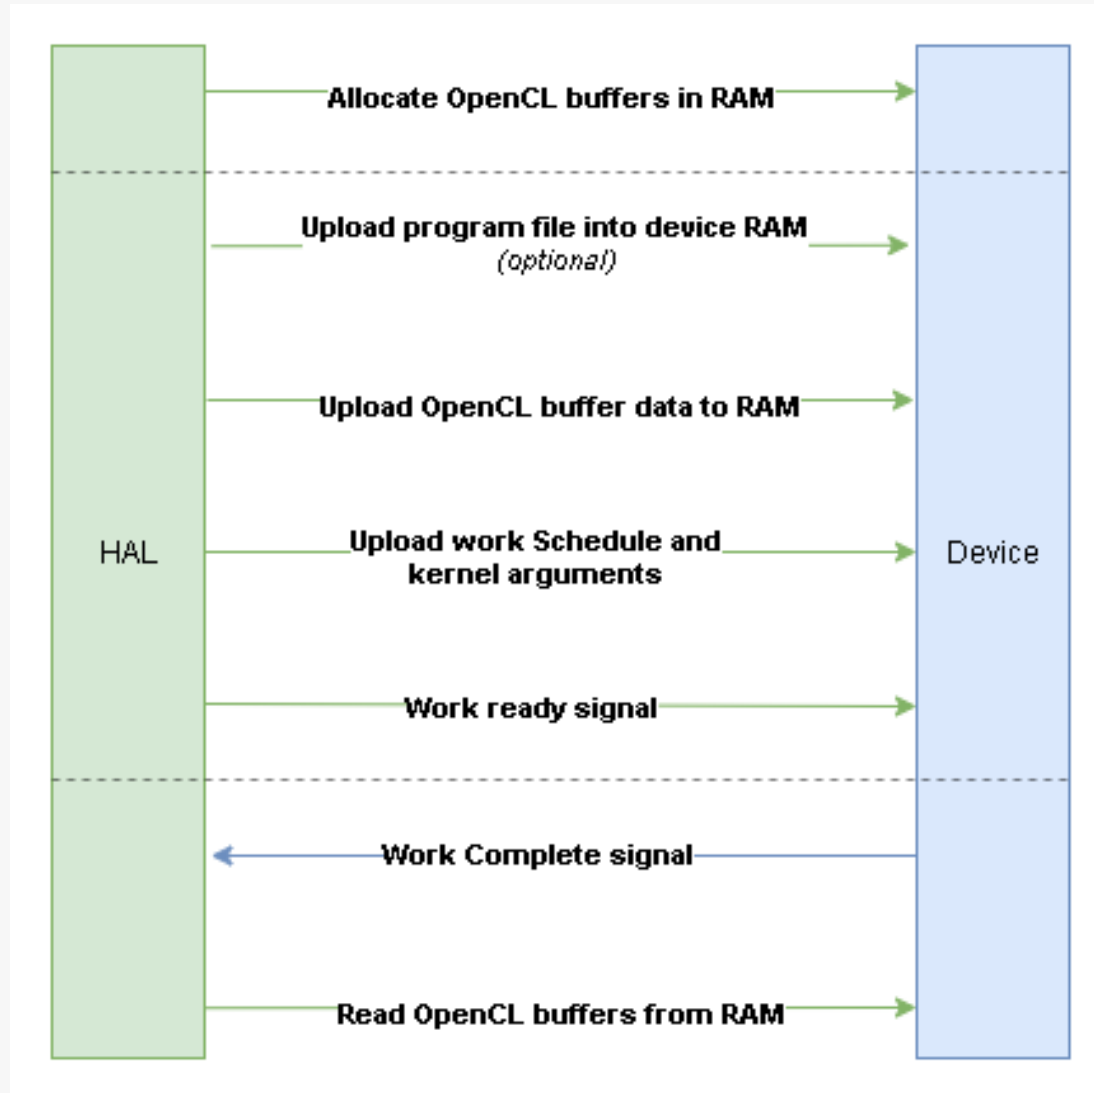 Allocate OpenCL buffers in RAM
Upload program file into device RAM
(optional)
Upload OpenCL buffer data to RAM
HAL
Upload work Schedule and
kernel arguments
Device
Work ready signal
Work Complete signal
Read OpenCL buffers from RAM